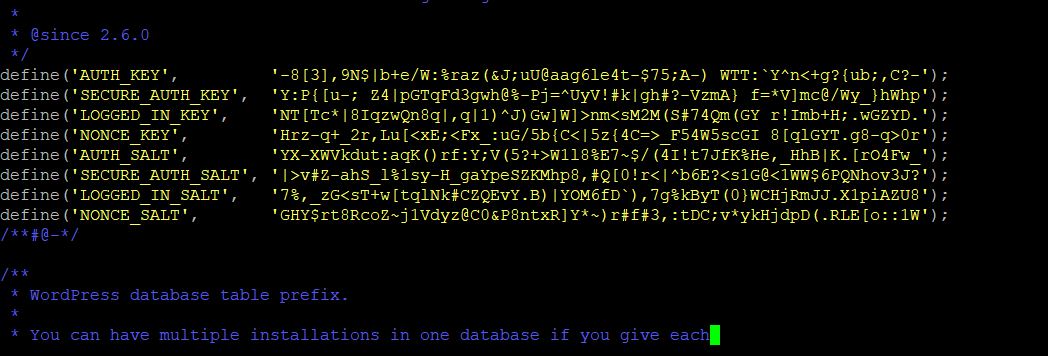 *
 * @since 2.6.0
 */
define('AUTH_KEY',         '-8[3],9N$|b+e/W:%raz(&J;uU@aag6le4t-$75;A-) WTT:`Y^n<+g?{ub;,C?-');
define('SECURE_AUTH_KEY',  'Y:P{[u-; Z4|pGTqFd3gwh@%-Pj=^UyV!#k|gh#?-VzmA} f=*V]mc@/Wy_}hWhp');
define('LOGGED_IN_KEY',    'NT[Tc*|8IqzwQn8q|,q|1)^J)Gw]W]>nm<sM2M(S#74Qm(GY r!Imb+H;.wGZYD.');
define('NONCE_KEY',        'Hrz-q+_2r,Lu[<xE;<Fx_:uG/5b{C<|5z{4C=>_F54W5scGI 8[qlGYT.g8-q>0r');
define('AUTH_SALT',        'YX-XWVkdut:aqK()rf:Y;V(5?+>W1l8%E7~$/(4I!t7JfK%He,_HhB|K.[rO4Fw_');
define('SECURE_AUTH_SALT', '|>v#Z-ahS_l%1sy-H_gaYpeSZKMhp8,#Q[0!r<|^b6E?<s1G@<1WW$6PQNhov3J?');
define('LOGGED_IN_SALT',   '7%,_zG<sT+w[tqlNk#CZQEvY.B)|YOM6fD`),7g%kByT(0}WCHjRmJJ.X1piAZU8');
define('NONCE_SALT',       'GHY$rt8RcoZ~j1Vdyz@C0&P8ntxR]Y*~)r#f#3,:tDC;v*ykHjdpD(.RLE[o::1W');
/**#@-*/

/**
 * WordPress database table prefix.
 *
 * You can have multiple installations in one database if you give each